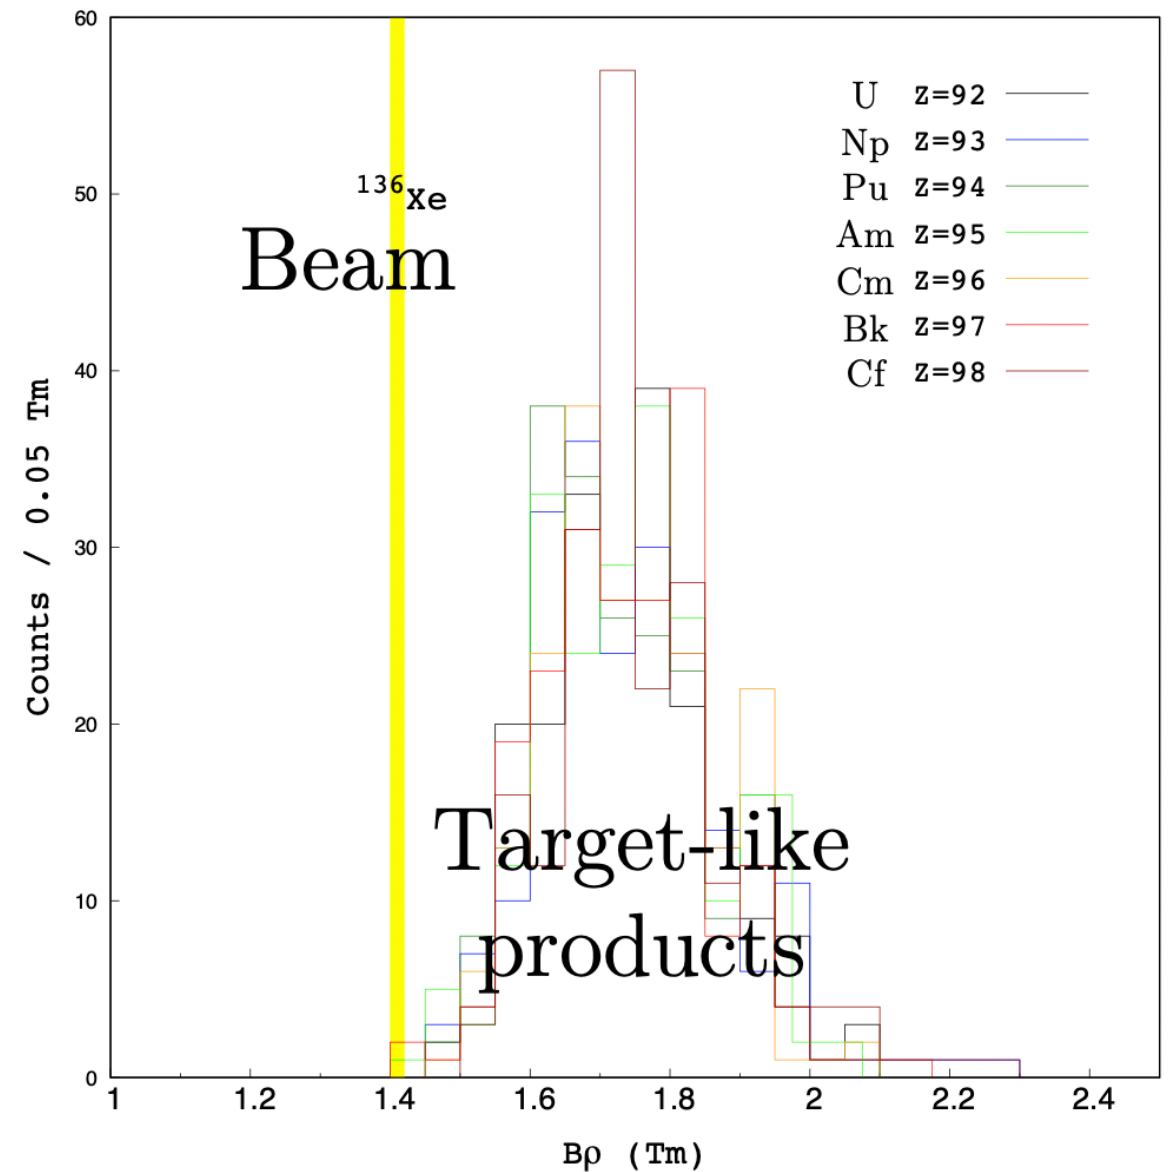 60
50
40
30
20
10
0
Counts / 0.05 Tm
136Xe
Beam
U Z=92
Np Z=93
Pu Z=94
Am Z=95
Cm Z=96
Bk Z=97
Cf Z=98
Target-like
products
1 1.2 1.4 1.6 1.8 2 2.2 2.4
Bρ (Tm)